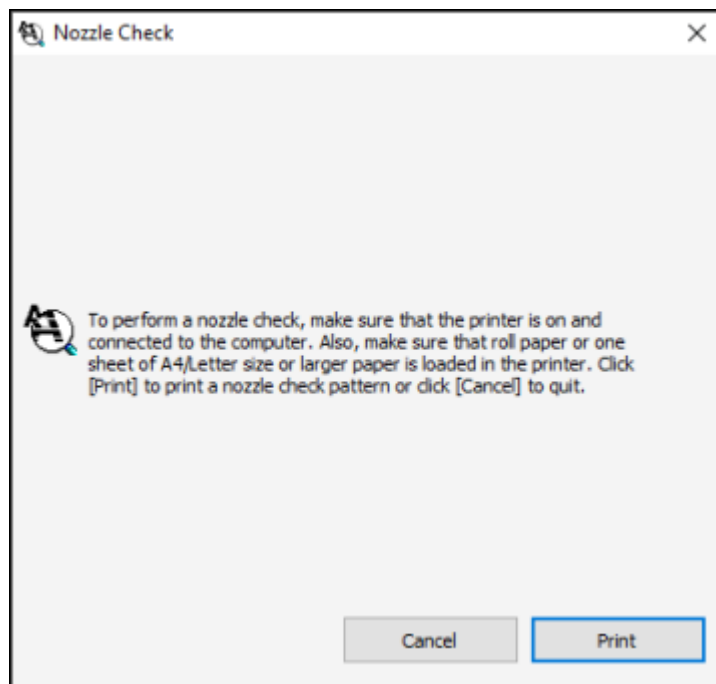 Nozzle Check
To perform a nozzle check, make sure that the printer is on and
connected to the computer. Also, make sure that roll paper or one
sheet of A4/Letter size or larger paper is loaded in the printer. Click
[Print] to print a nozzle check pattern or click [Cancel] to quit.
Cancel
Print